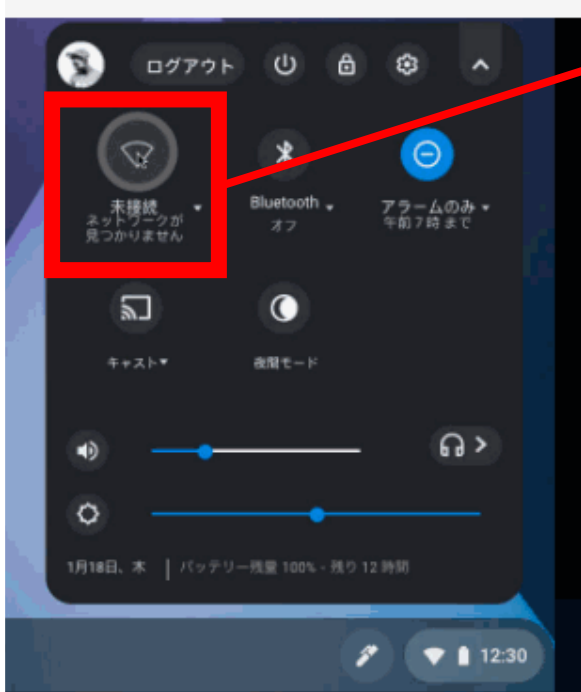 ログアウト
未接続
ネットワークが
見つかりません
Bluetooth
オフ
アラームのみ
午前7時まで
キャスト
夜間モード
1月18日、木 | バッテリー残量 100% - 残り 12 時間
12:30